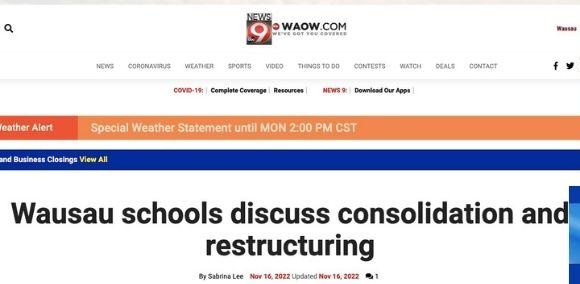 NEWS 9 WAOW.COM
WE'VE GOT YOU COVERED
Wausau
NEWS CORONAVIRUS WEATHER SPORTS VIDEO THINGS TO DO CONTESTS WATCH DEALS CONTACT
COVID-19: | Complete Coverage | Resources | NEWS 9: | Download Our Apps |
eather Alert Special Weather Statement until MON 2:00 PM CST
and Business Closings View All
Wausau schools discuss consolidation and
restructuring
By Sabrina Lee Nov 16, 2022 Updated Nov 16, 2022 1